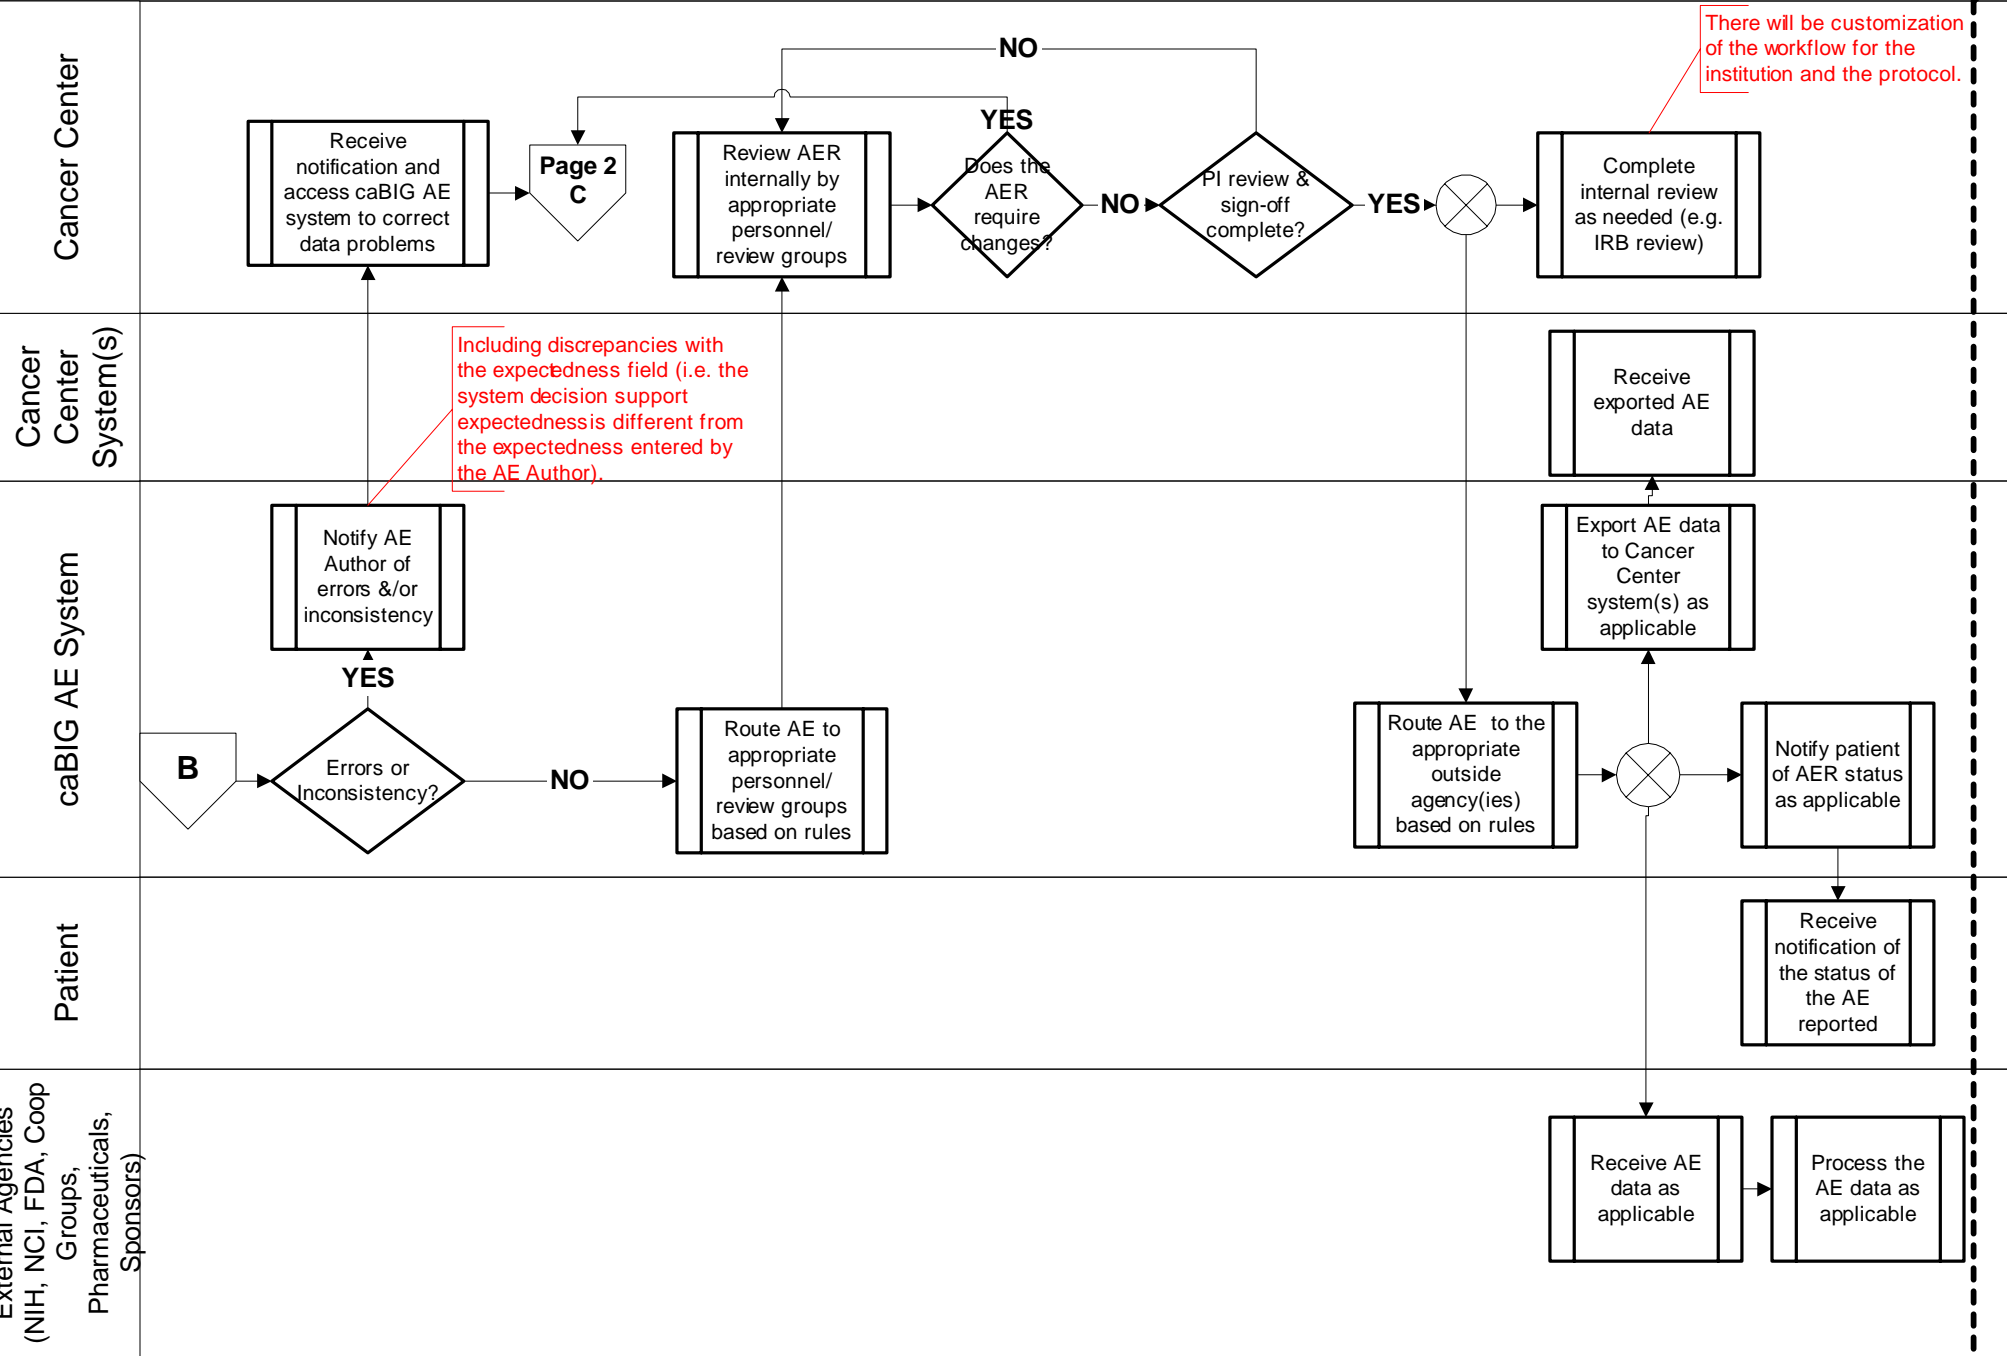 Cancer Center
Receive
notification and
access caBIG AE
system to correct
data problems
Page 2
C
NO
Review AER
internally by
appropriate
personnel/
review groups
YES
Does the
AER
require
changes?
NO
PI review &
sign-off
complete?
YES
Complete
internal review
as needed (e.g.
IRB review)
There will be customization
of the workflow for the
institution and the protocol.
Cancer
Center
System(s)
Including discrepancies with
the expectedness field (i.e. the
system decision support
expectedness is different from
the expectedness entered by
the AE Author).
Receive
exported AE
data
caBIG AE System
Notify AE
Author of
errors &/or
inconsistency
YES
B
Errors or
Inconsistency?
NO
Route AE to
appropriate
personnel/
review groups
based on rules
Export AE data
to Cancer
Center
system(s) as
applicable
Route AE to the
appropriate
outside
agency(ies)
based on rules
Notify patient
of AER status
as applicable
Patient
Receive
notification of
the status of
the AE
reported
External Agencies
(NIH, NCI, FDA, Coop
Groups,
Pharmaceuticals,
Sponsors)
Receive AE
data as
applicable
Process the
AE data as
applicable